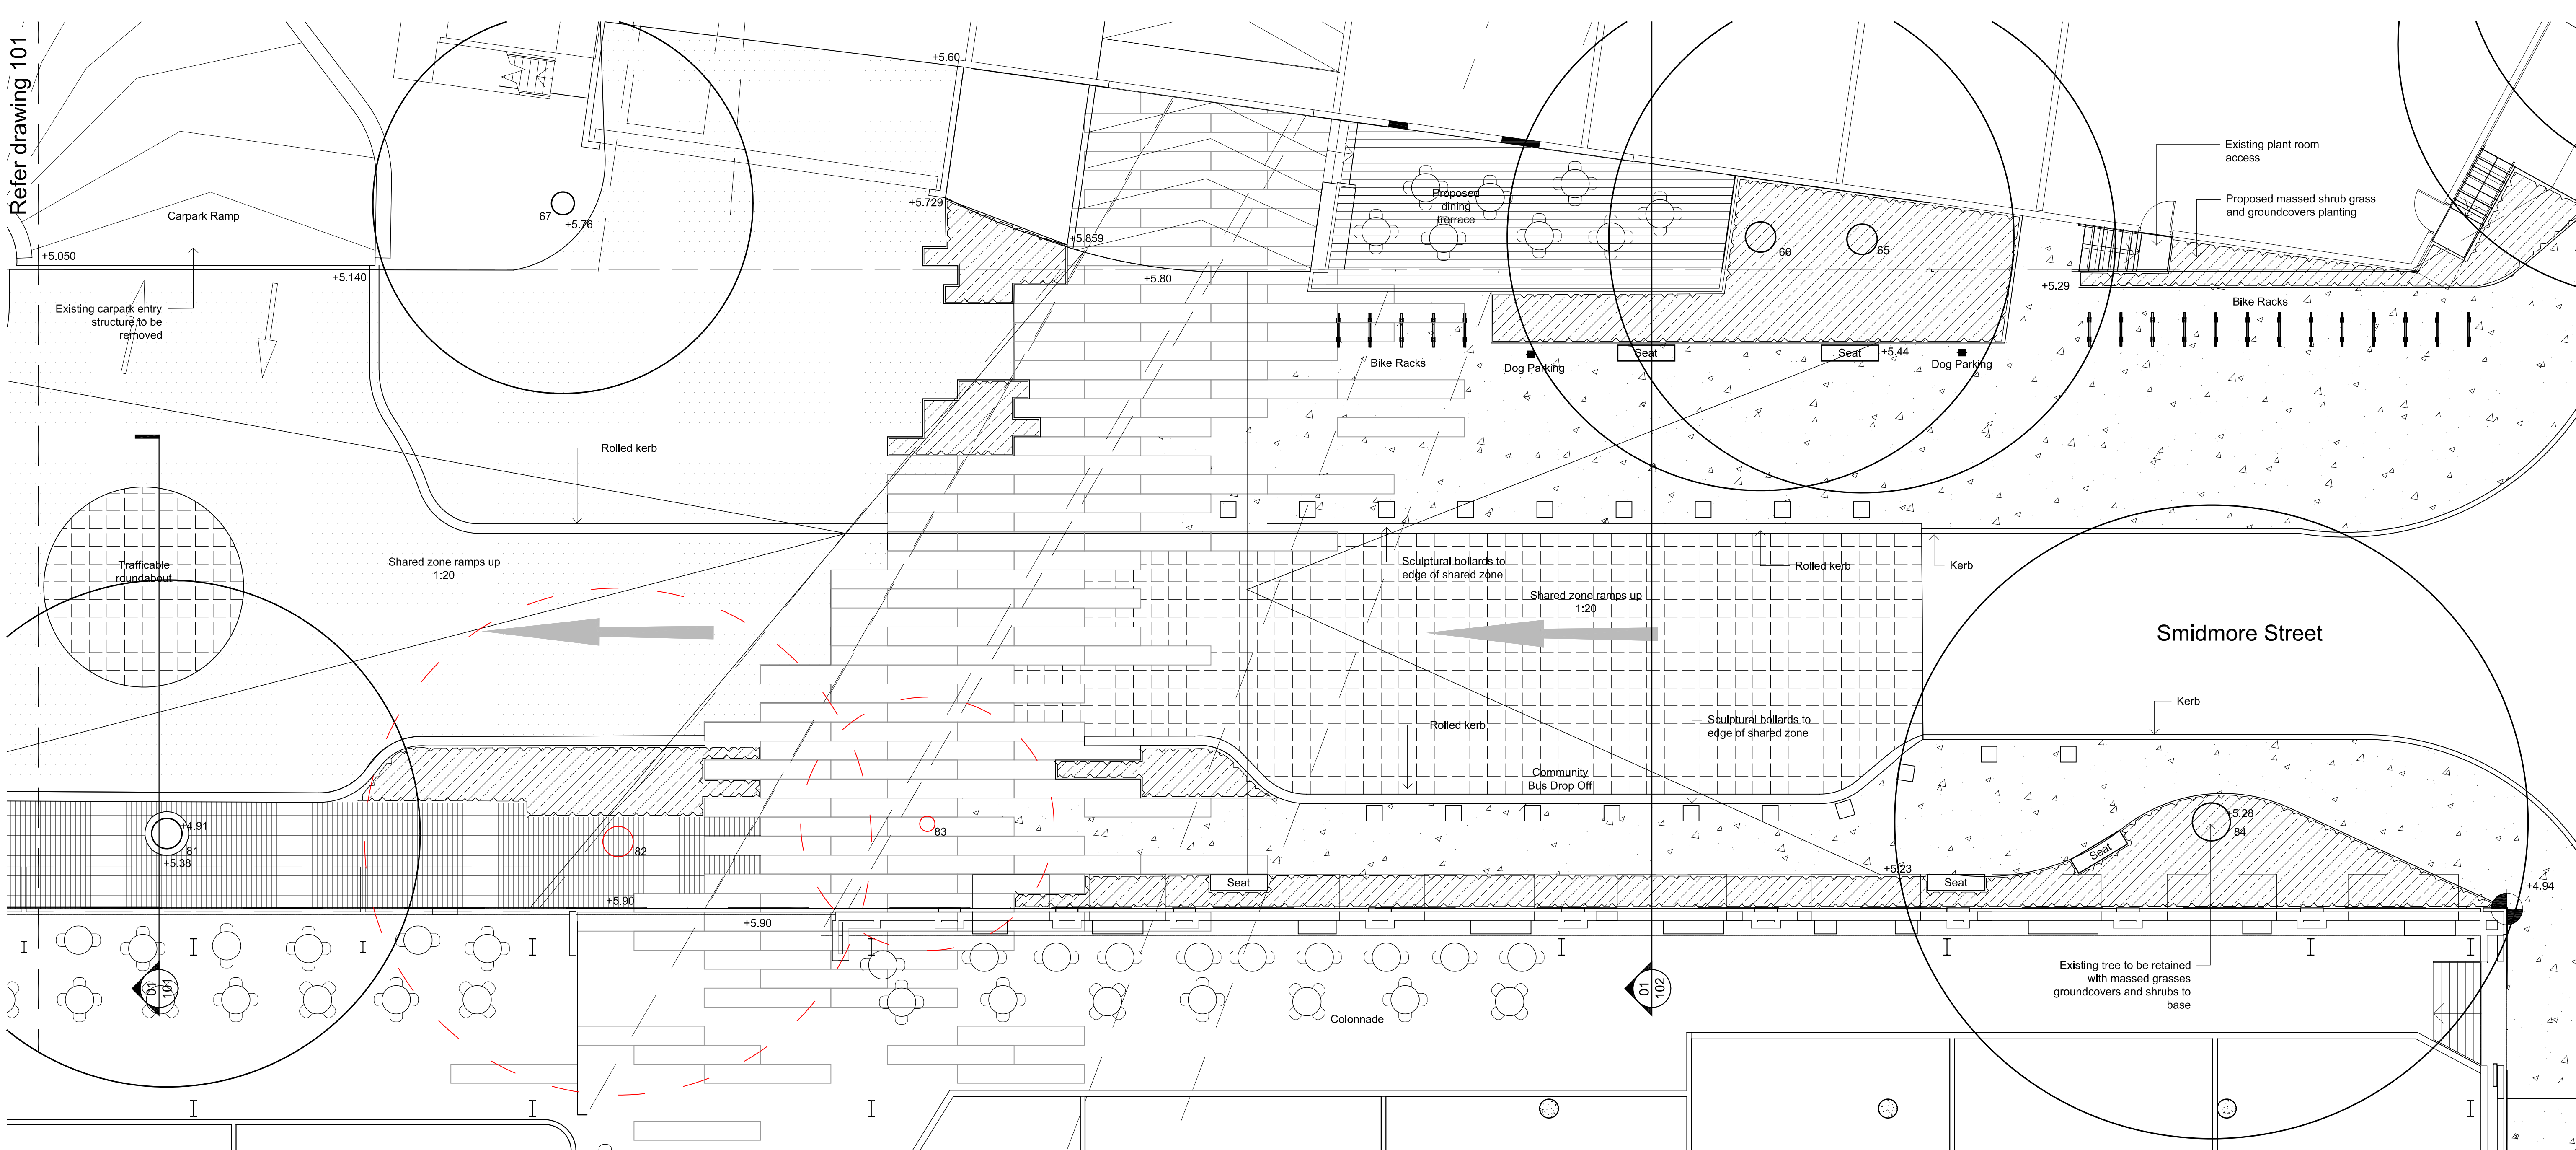 Refer drawing 101
+5.60
Carpark Ramp
67
+5.76
+5.729
+5.859
+5.050
+5.140
+5.80
Existing carpark entry
structure to be
removed
Proposed
dining
trerrace
66
65
Existing plant room
access
Proposed massed shrub grass
and groundcovers planting
+5.29
Bike Racks
Bike Racks
Dog Parking
Seat
Seat
+5.44
Dog Parking
Rolled kerb
Trafficable
roundabout
Shared zone ramps up
1:20
Sculptural bollards to
edge of shared zone
Rolled kerb
Kerb
Shared zone ramps up
1:20
Smidmore Street
Kerb
Rolled kerb
Sculptural bollards to
edge of shared zone
Community
Bus Drop Off
+4.91
81
+5.38
82
83
+5.28
84
Seat
Seat
+5.23
Seat
+4.94
+5.90
+5.90
01
101
01
102
Colonnade
Existing tree to be retained
with massed grasses
groundcovers and shrubs to
base